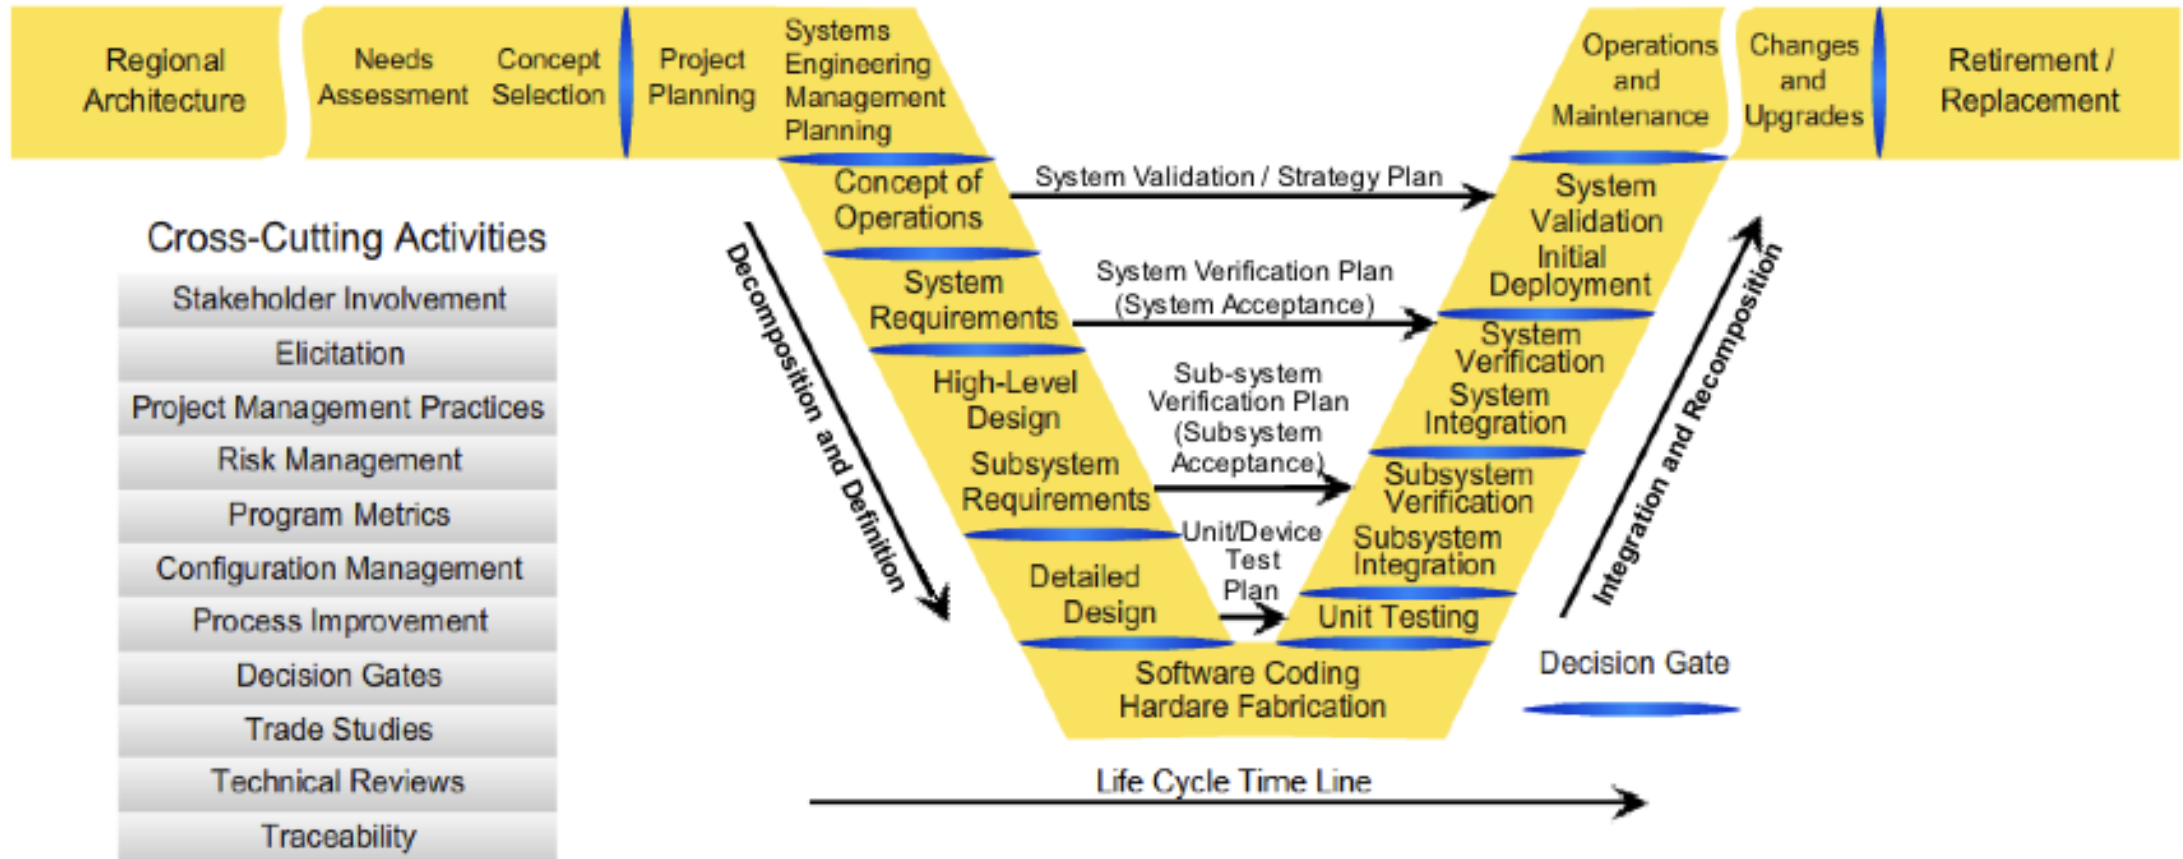 Regional
Architecture
Needs
Assessment
Concept
Selection
Project
Planning
Systems
Engineering
Management
Planning
Operations
and
Maintenance
Changes
and
Upgrades
Retirement /
Replacement
Cross-Cutting Activities
Stakeholder Involvement
Elicitation
Project Management Practices
Risk Management
Program Metrics
Configuration Management
Process Improvement
Decision Gates
Trade Studies
Technical Reviews
Traceability
Decomposition and Definition
Concept of
Operations
System
Requirements
High-Level
Design
Subsystem
Requirements
Detailed
Design
System Validation / Strategy Plan
System Verification Plan
(System Acceptance)
Sub-system
Verification Plan
(Subsystem
Acceptance)
Unit/Device
Test
Plan
Software Coding
Hardare Fabrication
System
Validation
Initial
Deployment
System
Verification
System
Integration
Subsystem
Verification
Subsystem
Integration
Unit Testing
Integration and Recomposition
Decision Gate
Life Cycle Time Line